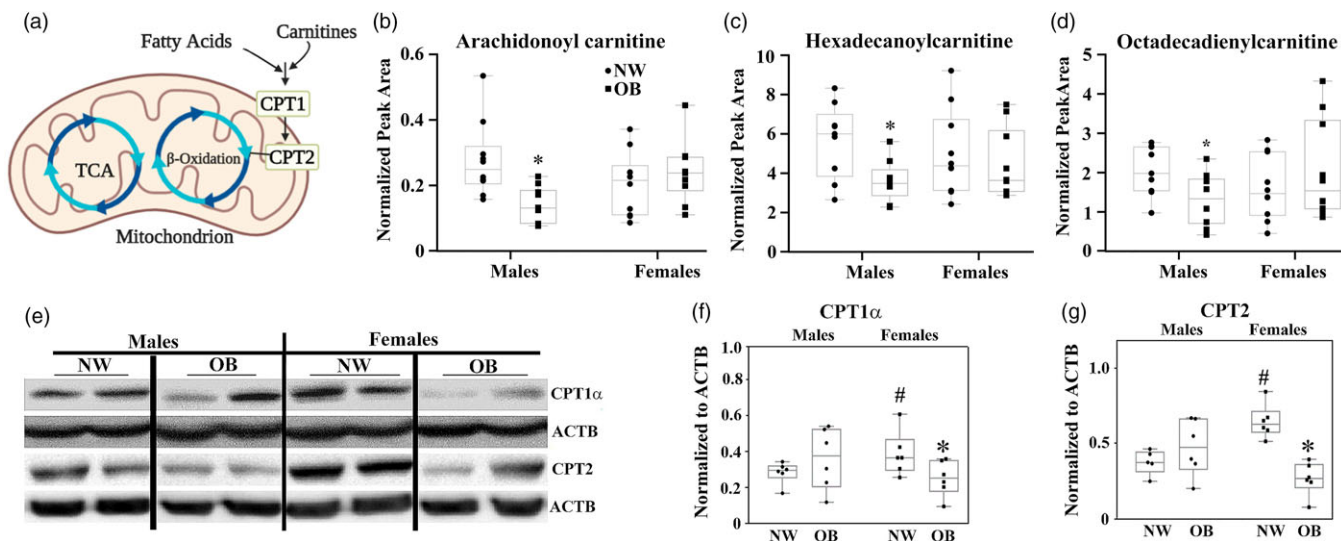 (a)
Fatty Acids
Carnitines
CPT1
CPT2
TCA
β-Oxidation
Mitochondrion
(b)
Arachidonoyl carnitine
Normalized Peak Area
0.6
0.4
0.2
0.0
NW
OB
*
Males
Females
(c)
Hexadecanoylcarnitine
Normalized Peak Area
10
8
6
4
2
0
*
Males
Females
(d)
Octadecadienylcarnitine
Normalized PeakArea
5
4
3
2
1
0
*
Males
Females
(e)
Males Females
NW OB NW OB
CPT1α
ACTB
CPT2
ACTB
(f)
CPT1α
Males Females
Normalized to ACTB
1.0
0.8
0.6
0.4
0.2
0
#
*
NW OB NW OB
(g)
CPT2
Males Females
Normalized to ACTB
1.0
0.5
0
#
*
NW OB NW OB